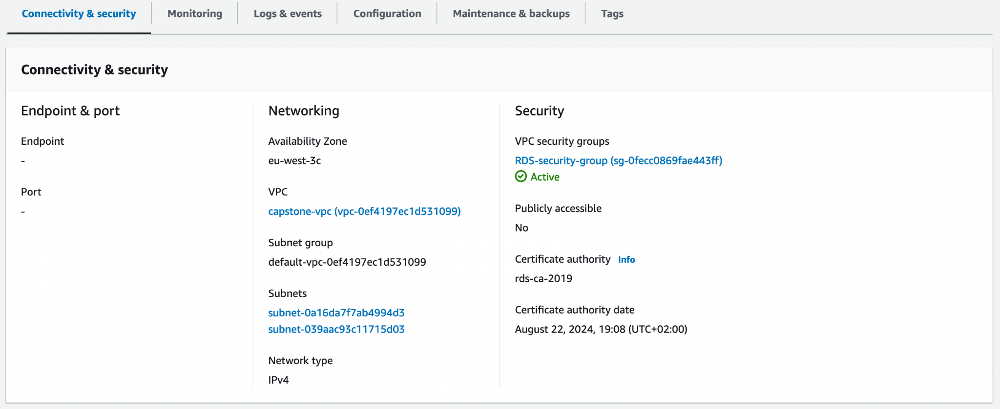 Connectivity & security
Monitoring
Logs & events
Configuration
Maintenance & backups
Tags
Connectivity & security
Endpoint & port
Endpoint
-
Port
-
Networking
Availability Zone
eu-west-3c
VPC
capstone-vpc (vpc-0ef4197ec1d531099)
Subnet group
default-vpc-0ef4197ec1d531099
Subnets
subnet-0a16da7f7ab4994d3
subnet-039aac93c11715d03
Network type
IPv4
Security
VPC security groups
RDS-security-group (sg-0fecc0869fae443ff)
Active
Publicly accessible
No
Certificate authority Info
rds-ca-2019
Certificate authority date
August 22, 2024, 19:08 (UTC+02:00)